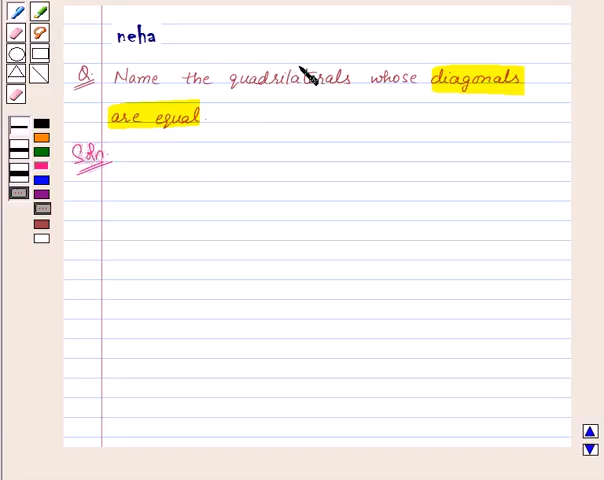 neha
Q. Name the quadrilaterals whose diagonals
are equal.
Soln.